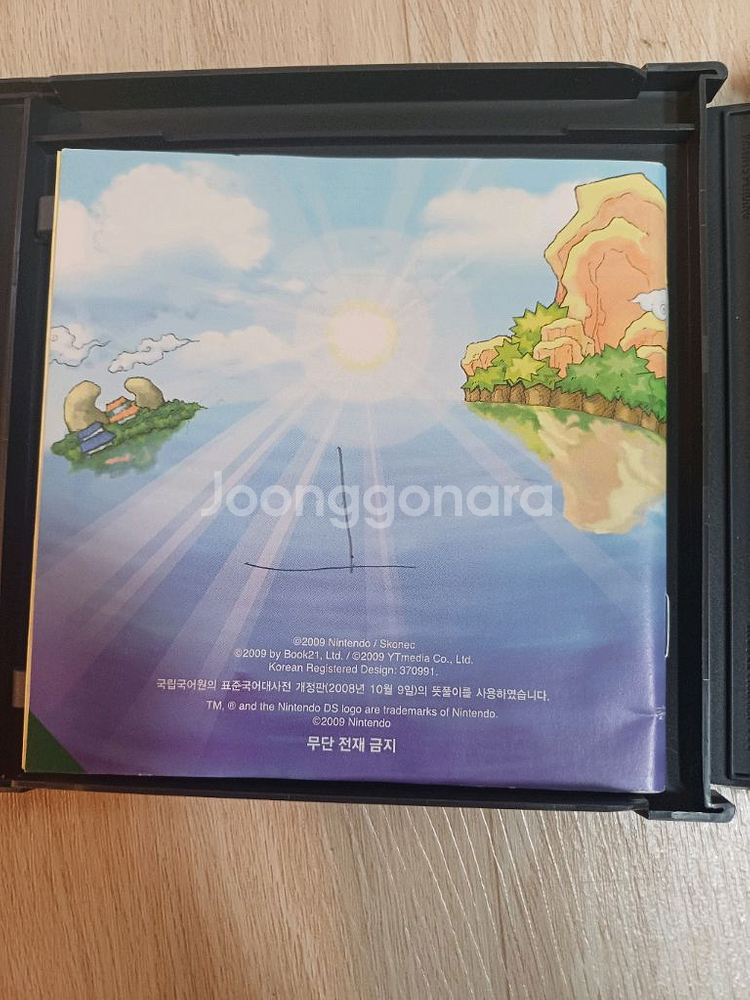 Joonggonara
ㅗ
©2009 Nintendo / Skonec
©2009 by Book21, Ltd. / ©2009 YTmedia Co., Ltd.
Korean Registered Design: 370991.
국립국어원의 표준국어대사전 개정판(2008년 10월 9일)의 뜻풀이를 사용하였습니다.
TM, ® and the Nintendo DS logo are trademarks of Nintendo.
©2009 Nintendo
무단 전재 금지